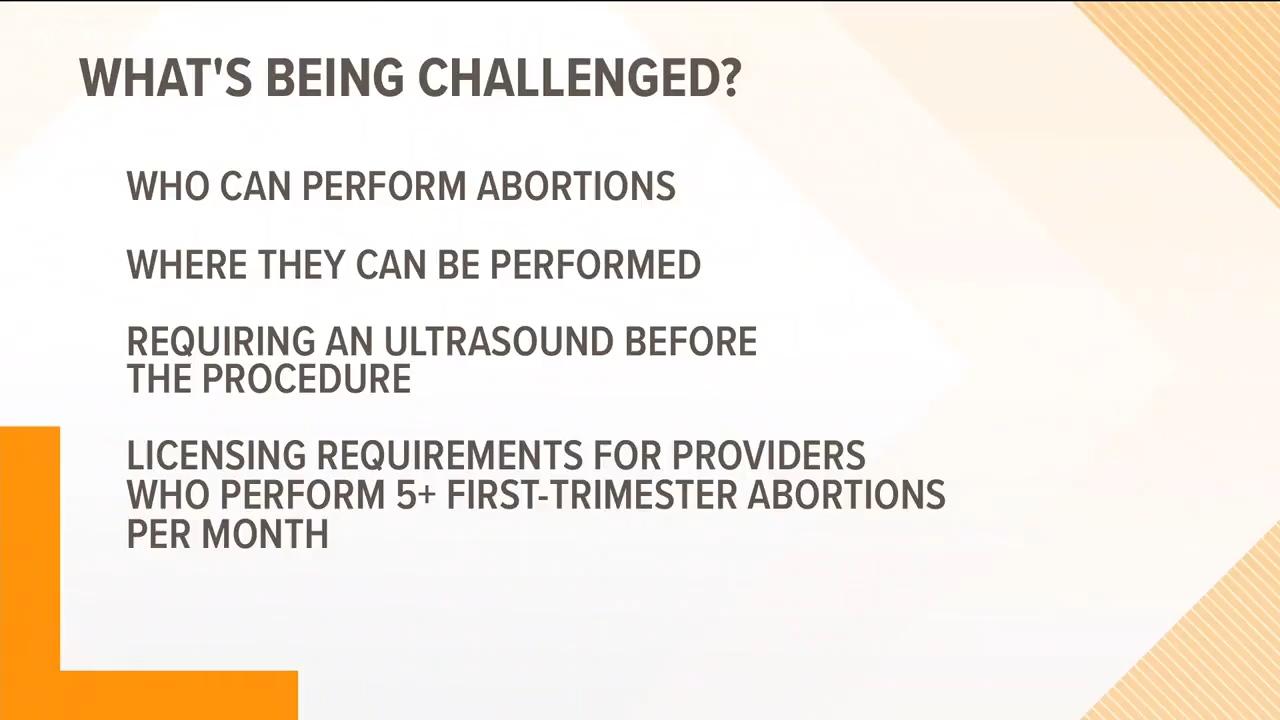 WHAT'S BEING CHALLENGED?
WHO CAN PERFORM ABORTIONS
WHERE THEY CAN BE PERFORMED
REQUIRING AN ULTRASOUND BEFORE
THE PROCEDURE
LICENSING REQUIREMENTS FOR PROVIDERS
WHO PERFORM 5+ FIRST-TRIMESTER ABORTIONS
PER MONTH